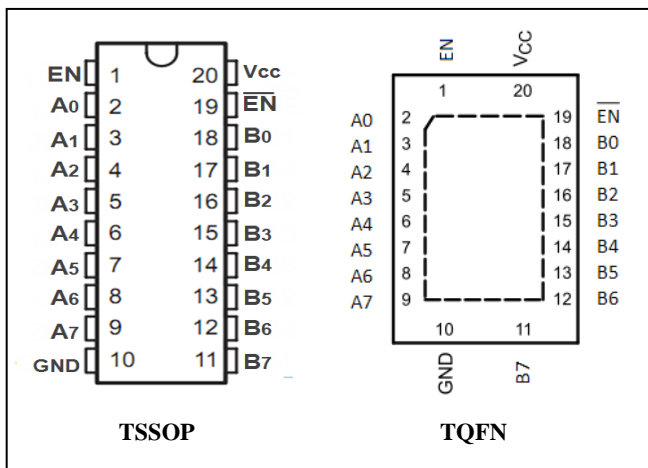 EN 1 20 Vcc
A0 2 19 E̅N̅
A1 3 18 B0
A2 4 17 B1
A3 5 16 B2
A4 6 15 B3
A5 7 14 B4
A6 8 13 B5
A7 9 12 B6
GND 10 11 B7
TSSOP
EN VCC
1 20
A0 2 19 E̅N̅
A1 3 18 B0
A2 4 17 B1
A3 5 16 B2
A4 6 15 B3
A5 7 14 B4
A6 8 13 B5
A7 9 12 B6
10 11
GND B7
TQFN